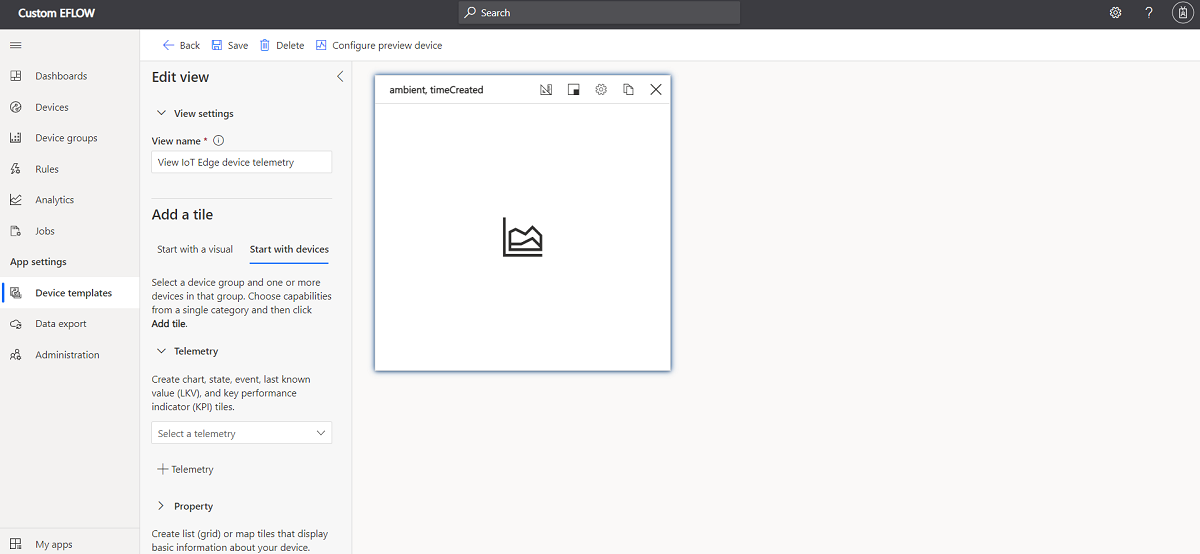 Custom EFLOW
Search
?
Back
Save
Delete
Configure preview device
Dashboards
Devices
Device groups
Rules
Analytics
Jobs
App settings
Device templates
Data export
Administration
My apps
Edit view
View settings
View name *
View IoT Edge device telemetry
Add a tile
Start with a visual
Start with devices
Select a device group and one or more
devices in that group. Choose capabilities
from a single category and then click
Add tile.
Telemetry
Create chart, state, event, last known
value (LKV), and key performance
indicator (KPI) tiles.
Select a telemetry
+ Telemetry
Property
Create list (grid) or map tiles that display
basic information about your device.
ambient, timeCreated